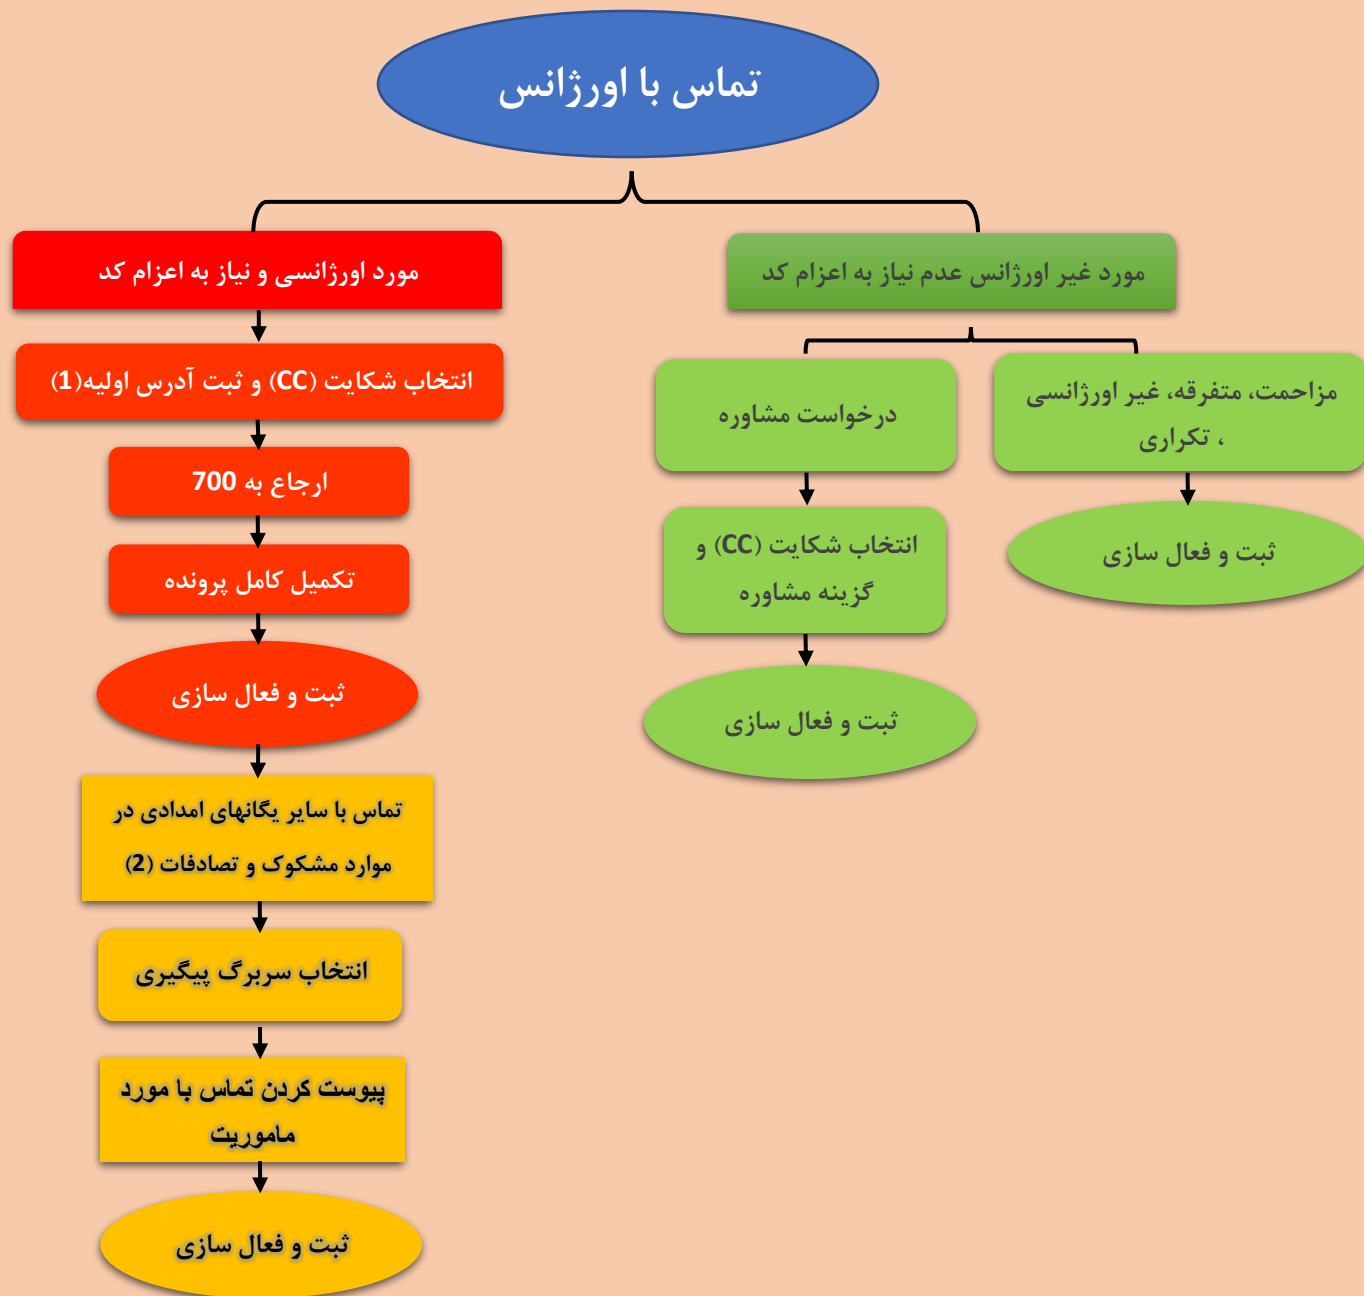 تماس با اورژانس
مورد اورژانسی و نیاز به اعزام کد
انتخاب شکایت (CC) و ثبت آدرس اولیه(1)
ارجاع به 700
تکمیل کامل پرونده
ثبت و فعال سازی
تماس با سایر یگانهای امدادی در
موارد مشکوک و تصادفات (2)
انتخاب سربرگ پیگیری
پیوست کردن تماس با مورد
ماموریت
ثبت و فعال سازی
مورد غیر اورژانس عدم نیاز به اعزام کد
درخواست مشاوره
انتخاب شکایت (CC) و
گزینه مشاوره
ثبت و فعال سازی
مزاحمت، متفرقه، غیر اورژانسی
، تکراری
ثبت و فعال سازی